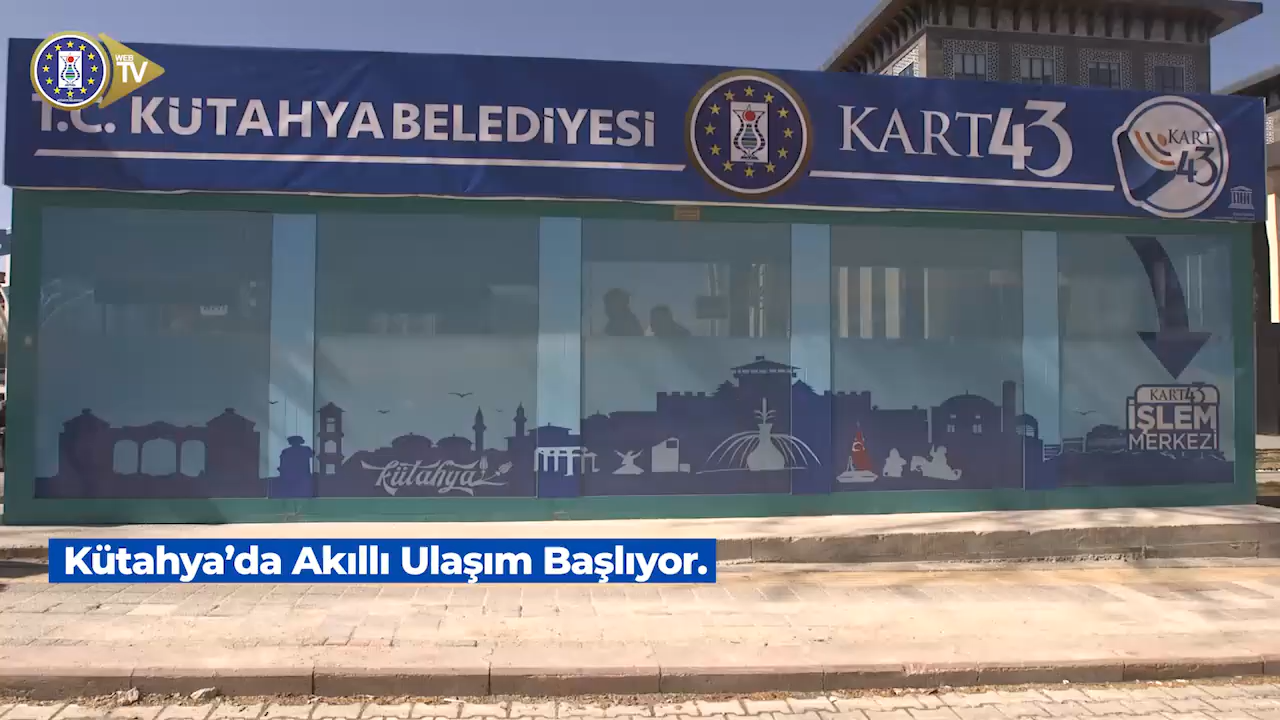 WEB
TV
T.C. KÜTAHYA BELEDİYESİ
KART43
KART
43
KART43
İŞLEM
MERKEZİ
kütahya
Kütahya’da Akıllı Ulaşım Başlıyor.